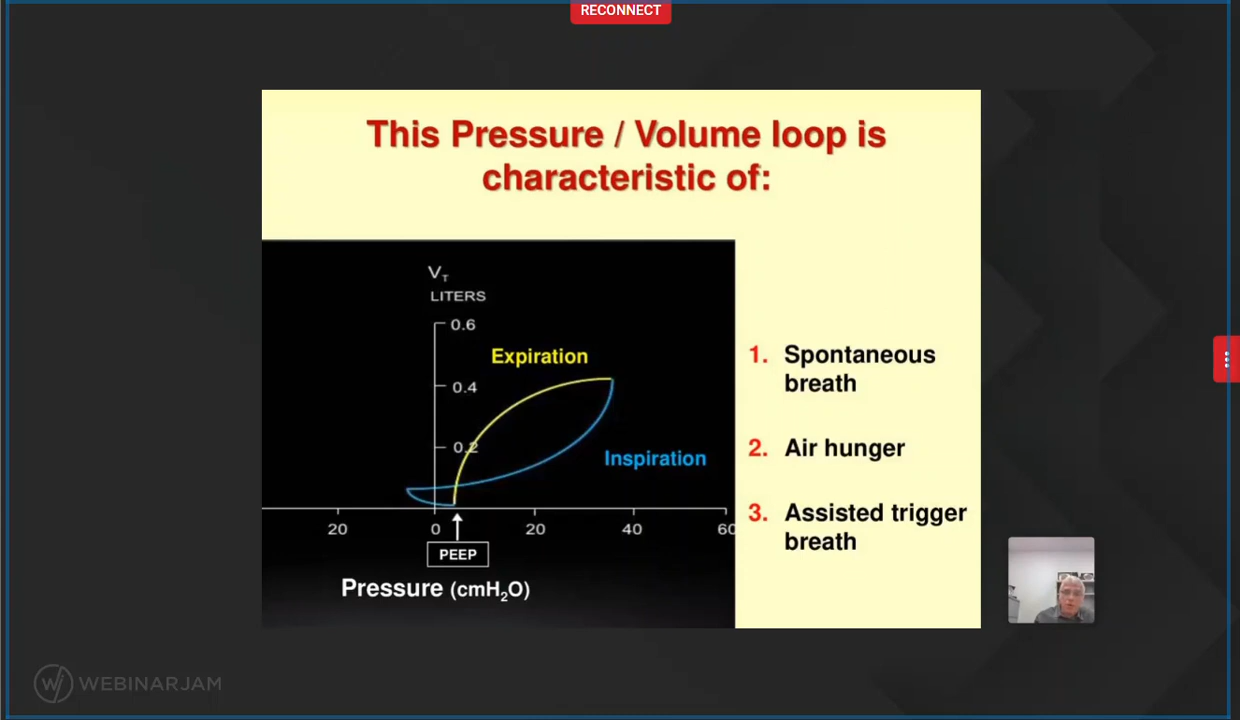 RECONNECT
This Pressure / Volume loop is
characteristic of:
V_T
LITERS
0.6
Expiration
0.4
0.2
Inspiration
20 0 20 40 60
PEEP
Pressure (cmH₂O)
1. Spontaneous
breath
2. Air hunger
3. Assisted trigger
breath
WEBINARJAM